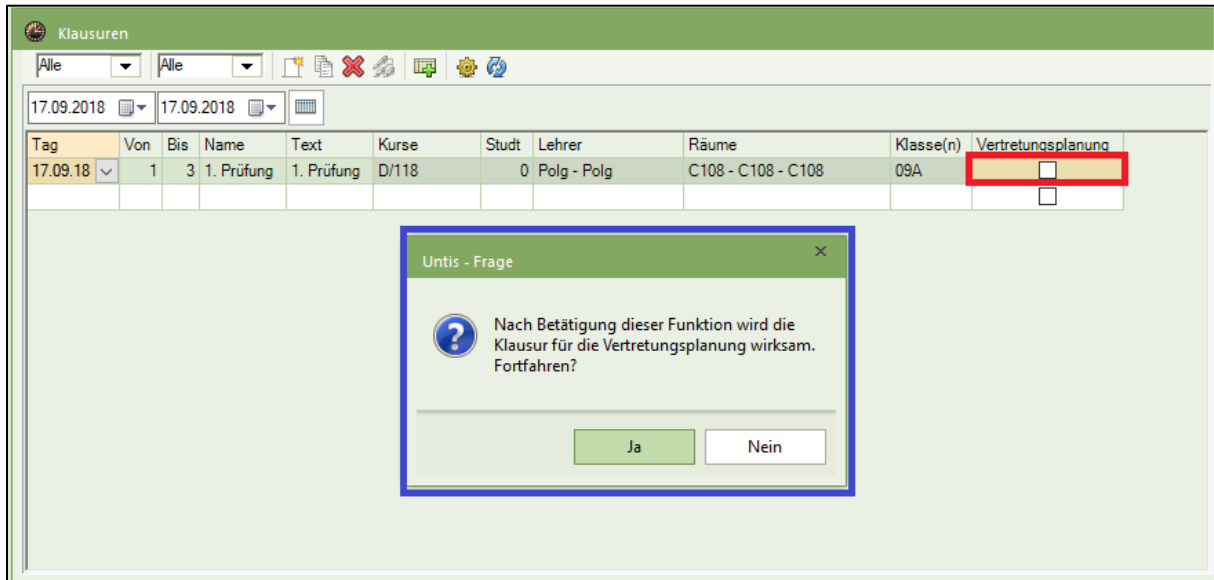 Klausuren
Alle Alle
17.09.2018 17.09.2018
Tag Von Bis Name Text Kurse Studt Lehrer Räume Klasse(n) Vertretungsplanung
17.09.18 1 3 1. Prüfung 1. Prüfung D/118 0 Polg - Polg C108 - C108 - C108 09A
Untis - Frage
Nach Betätigung dieser Funktion wird die
Klausur für die Vertretungsplanung wirksam.
Fortfahren?
Ja Nein